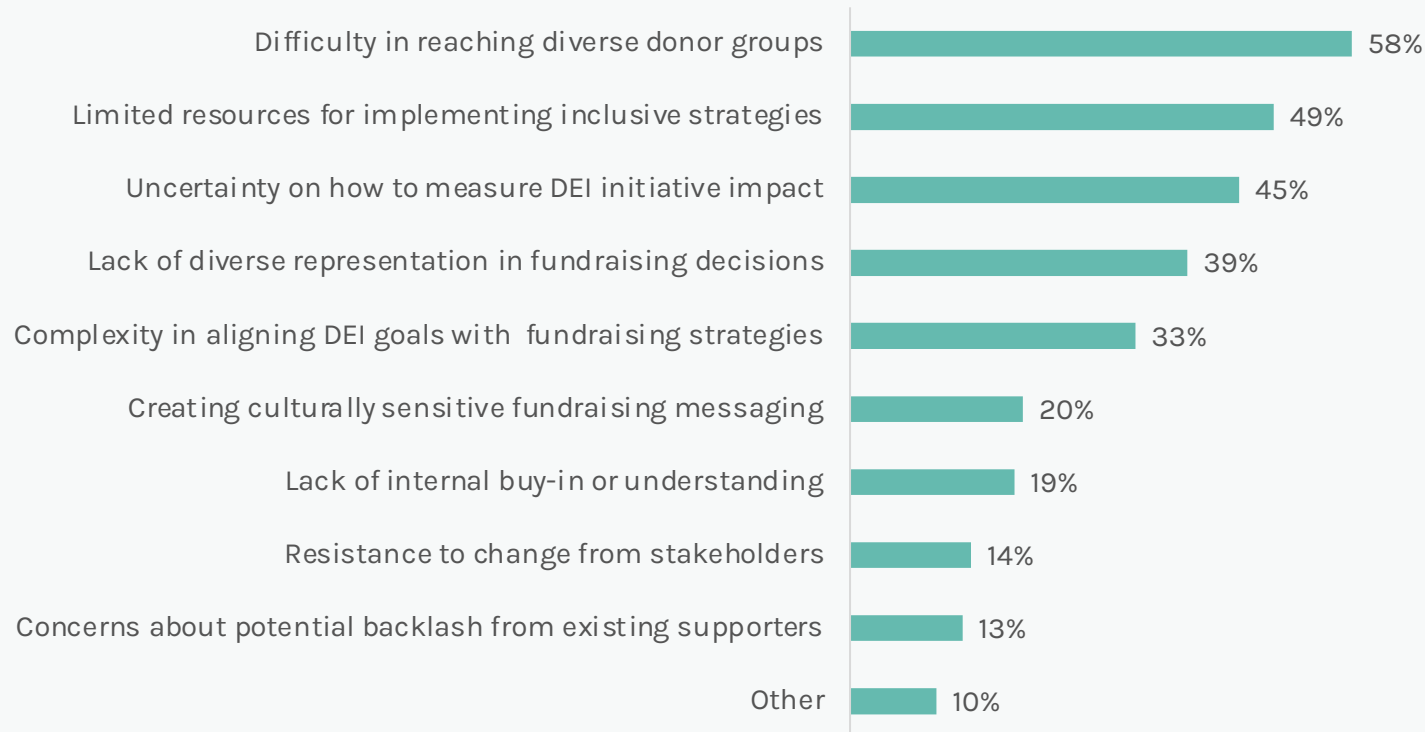 Difficulty in reaching diverse donor groups 58%
Limited resources for implementing inclusive strategies 49%
Uncertainty on how to measure DEI initiative impact 45%
Lack of diverse representation in fundraising decisions 39%
Complexity in aligning DEI goals with fundraising strategies 33%
Creating culturally sensitive fundraising messaging 20%
Lack of internal buy-in or understanding 19%
Resistance to change from stakeholders 14%
Concerns about potential backlash from existing supporters 13%
Other 10%